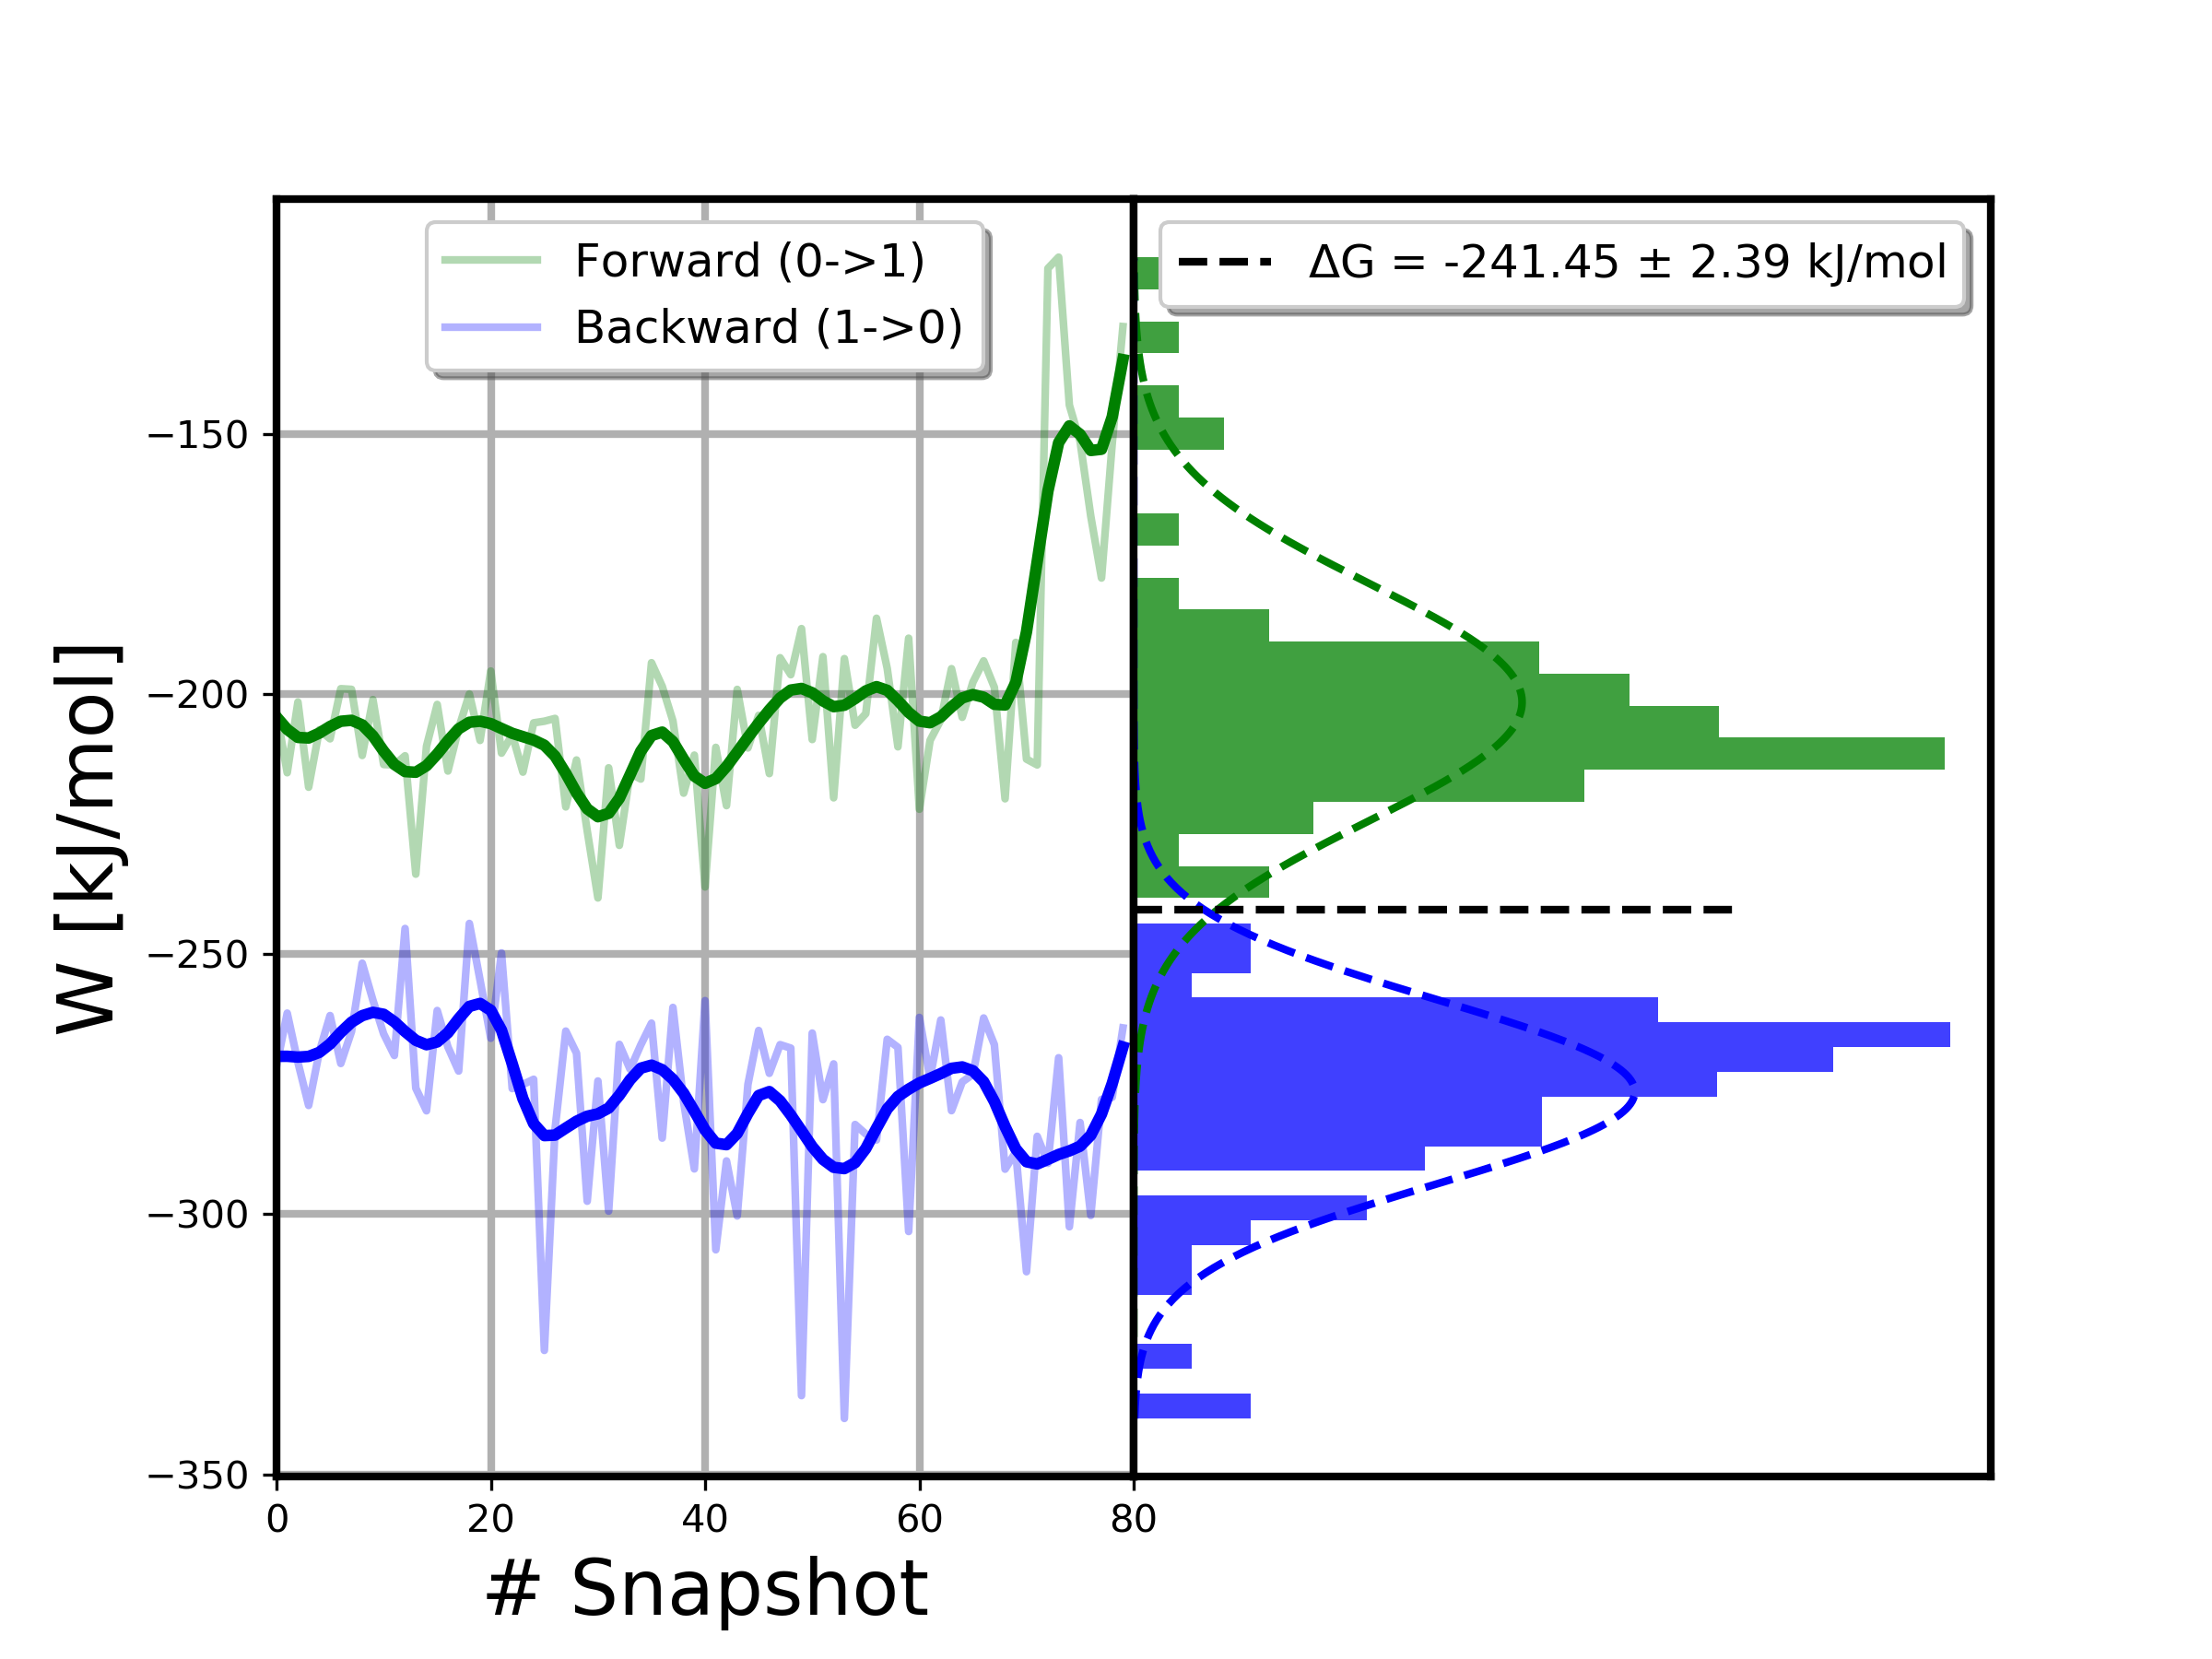 Forward (0->1)
Backward (1->0)
ΔG = -241.45 ± 2.39 kJ/mol
W [kJ/mol]
−150
−200
−250
−300
−350
0 20 40 60 80
# Snapshot